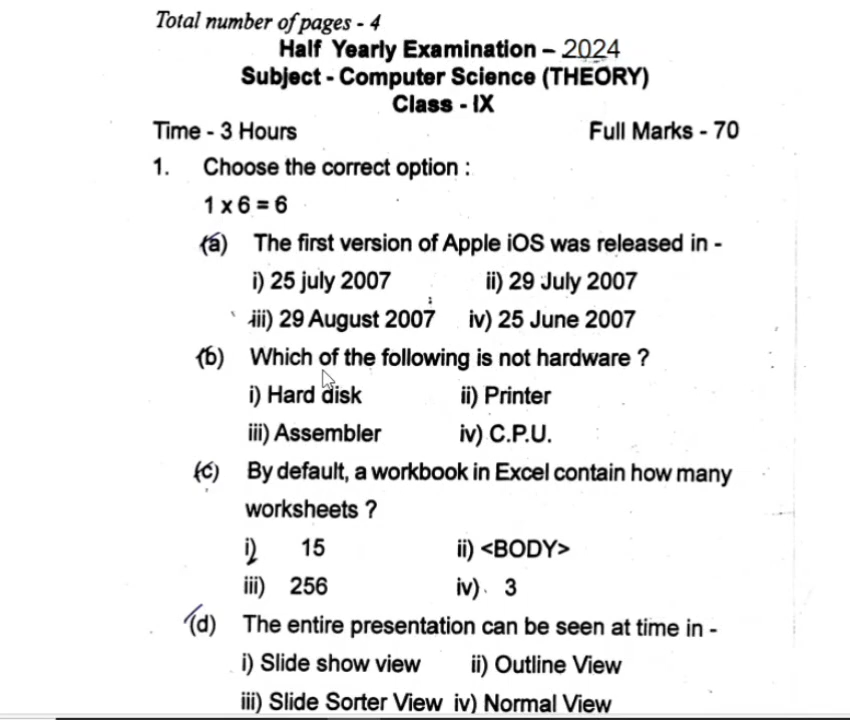 Total number of pages - 4
Half Yearly Examination – 2024
Subject - Computer Science (THEORY)
Class - IX
Time - 3 Hours Full Marks - 70
1. Choose the correct option :
1 x 6 = 6
(a) The first version of Apple iOS was released in -
i) 25 july 2007 ii) 29 July 2007
iii) 29 August 2007 iv) 25 June 2007
(b) Which of the following is not hardware ?
i) Hard disk ii) Printer
iii) Assembler iv) C.P.U.
(c) By default, a workbook in Excel contain how many
worksheets ?
i) 15 ii) <BODY>
iii) 256 iv) 3
(d) The entire presentation can be seen at time in -
i) Slide show view ii) Outline View
iii) Slide Sorter View iv) Normal View